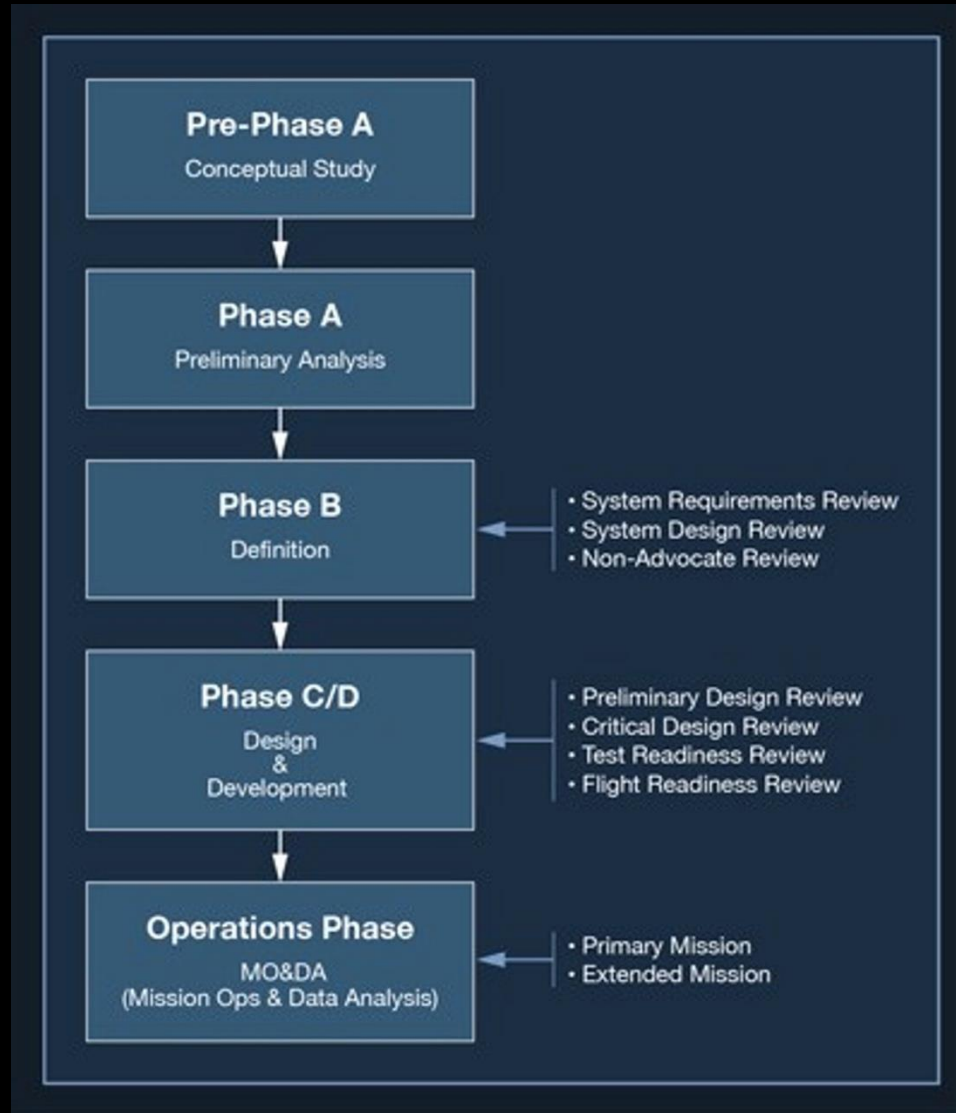 Pre-Phase A
Conceptual Study
Phase A
Preliminary Analysis
Phase B
Definition
• System Requirements Review
• System Design Review
• Non-Advocate Review
Phase C/D
Design
&
Development
• Preliminary Design Review
• Critical Design Review
• Test Readiness Review
• Flight Readiness Review
Operations Phase
MO&DA
(Mission Ops & Data Analysis)
• Primary Mission
• Extended Mission